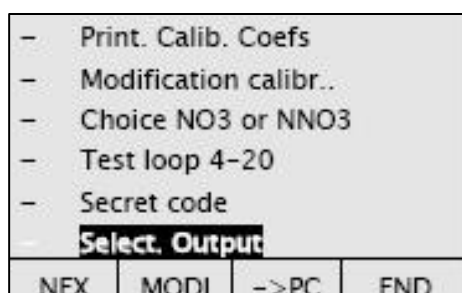 – Print. Calib. Coefs
– Modification calibr..
– Choice NO3 or NNO3
– Test loop 4-20
– Secret code
– Select. Output
NEX MODI ->PC END